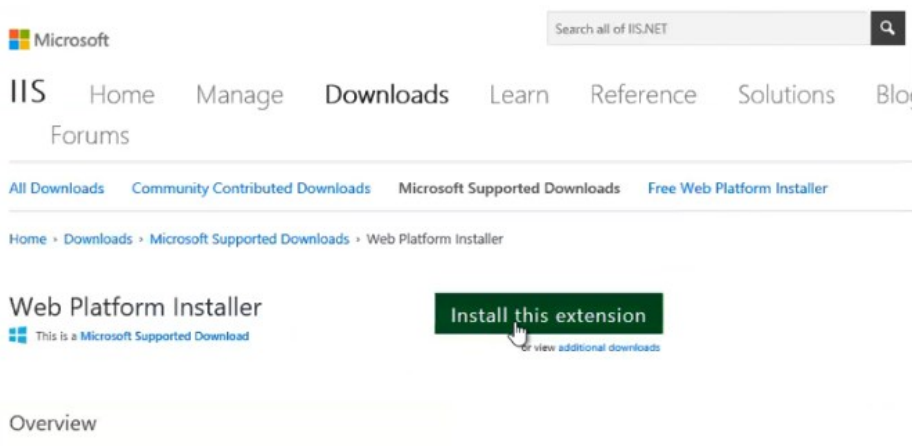 Microsoft
Search all of IIS.NET
IIS Home Manage Downloads Learn Reference Solutions Blog
Forums
All Downloads Community Contributed Downloads Microsoft Supported Downloads Free Web Platform Installer
Home › Downloads › Microsoft Supported Downloads › Web Platform Installer
Web Platform Installer
Install this extension
This is a Microsoft Supported Download
or view additional downloads
Overview